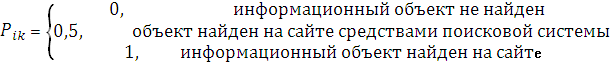 0, информационный объект не найден
P_ik = { 0,5, объект найден на сайте средствами поисковой системы
1, информационный объект найден на сайте